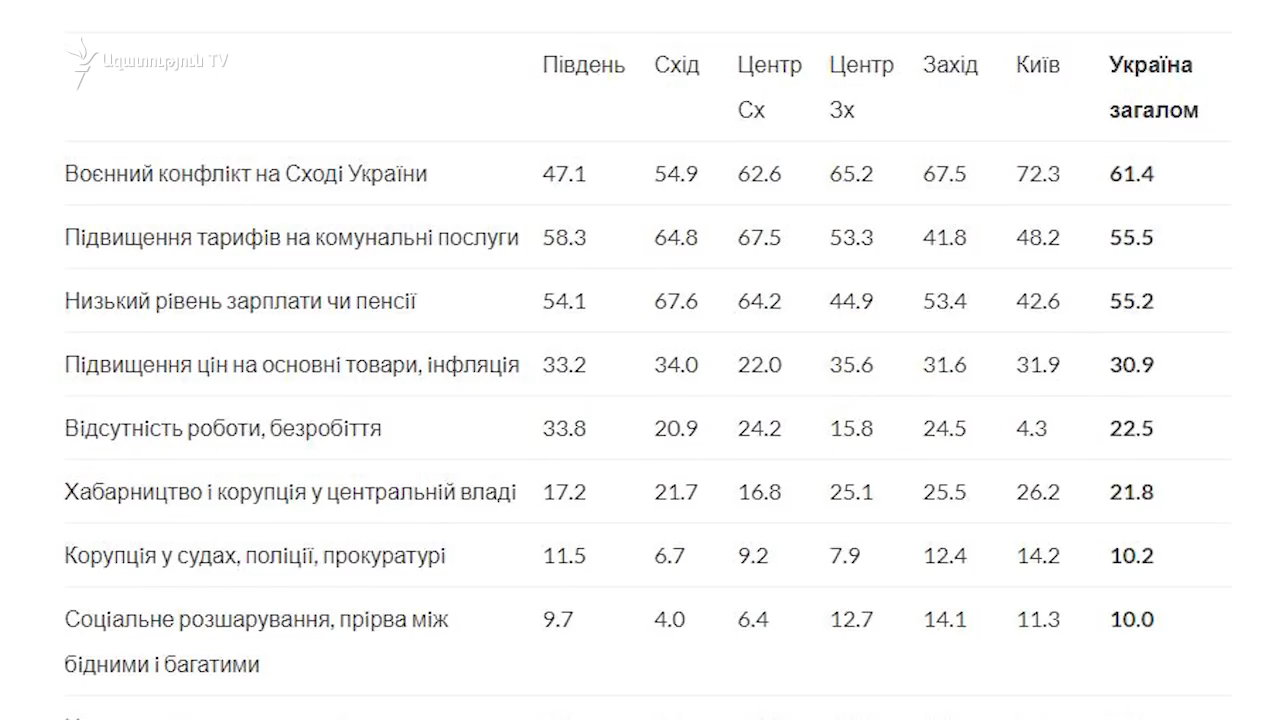 Ազատություն TV
Південь Схід Центр Центр Захід Київ Україна
Сх Зх загалом
Воєнний конфлікт на Сході України 47.1 54.9 62.6 65.2 67.5 72.3 61.4
Підвищення тарифів на комунальні послуги 58.3 64.8 67.5 53.3 41.8 48.2 55.5
Низький рівень зарплати чи пенсії 54.1 67.6 64.2 44.9 53.4 42.6 55.2
Підвищення цін на основні товари, інфляція 33.2 34.0 22.0 35.6 31.6 31.9 30.9
Відсутність роботи, безробіття 33.8 20.9 24.2 15.8 24.5 4.3 22.5
Хабарництво і корупція у центральній владі 17.2 21.7 16.8 25.1 25.5 26.2 21.8
Корупція у судах, поліції, прокуратурі 11.5 6.7 9.2 7.9 12.4 14.2 10.2
Соціальне розшарування, прірва між 9.7 4.0 6.4 12.7 14.1 11.3 10.0
бідними і багатими